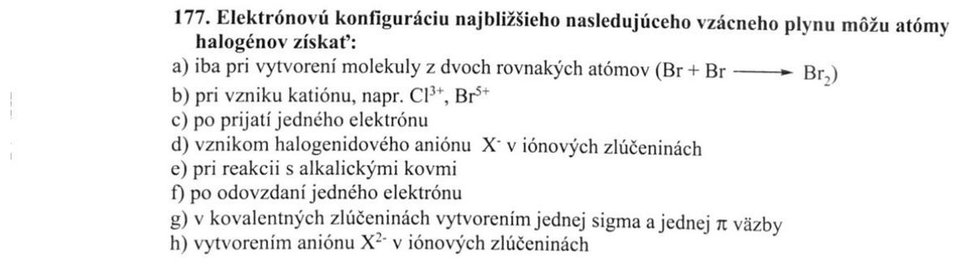 177. Elektrónovú konfiguráciu najbližšieho nasledujúceho vzácneho plynu môžu atómy
halogénov získať:
a) iba pri vytvorení molekuly z dvoch rovnakých atómov (Br + Br ⟶ Br₂)
b) pri vzniku katiónu, napr. Cl³⁺, Br⁵⁺
c) po prijatí jedného elektrónu
d) vznikom halogenidového aniónu X⁻ v iónových zlúčeninách
e) pri reakcii s alkalickými kovmi
f) po odovzdaní jedného elektrónu
g) v kovalentných zlúčeninách vytvorením jednej sigma a jednej π väzby
h) vytvorením aniónu X²⁻ v iónových zlúčeninách